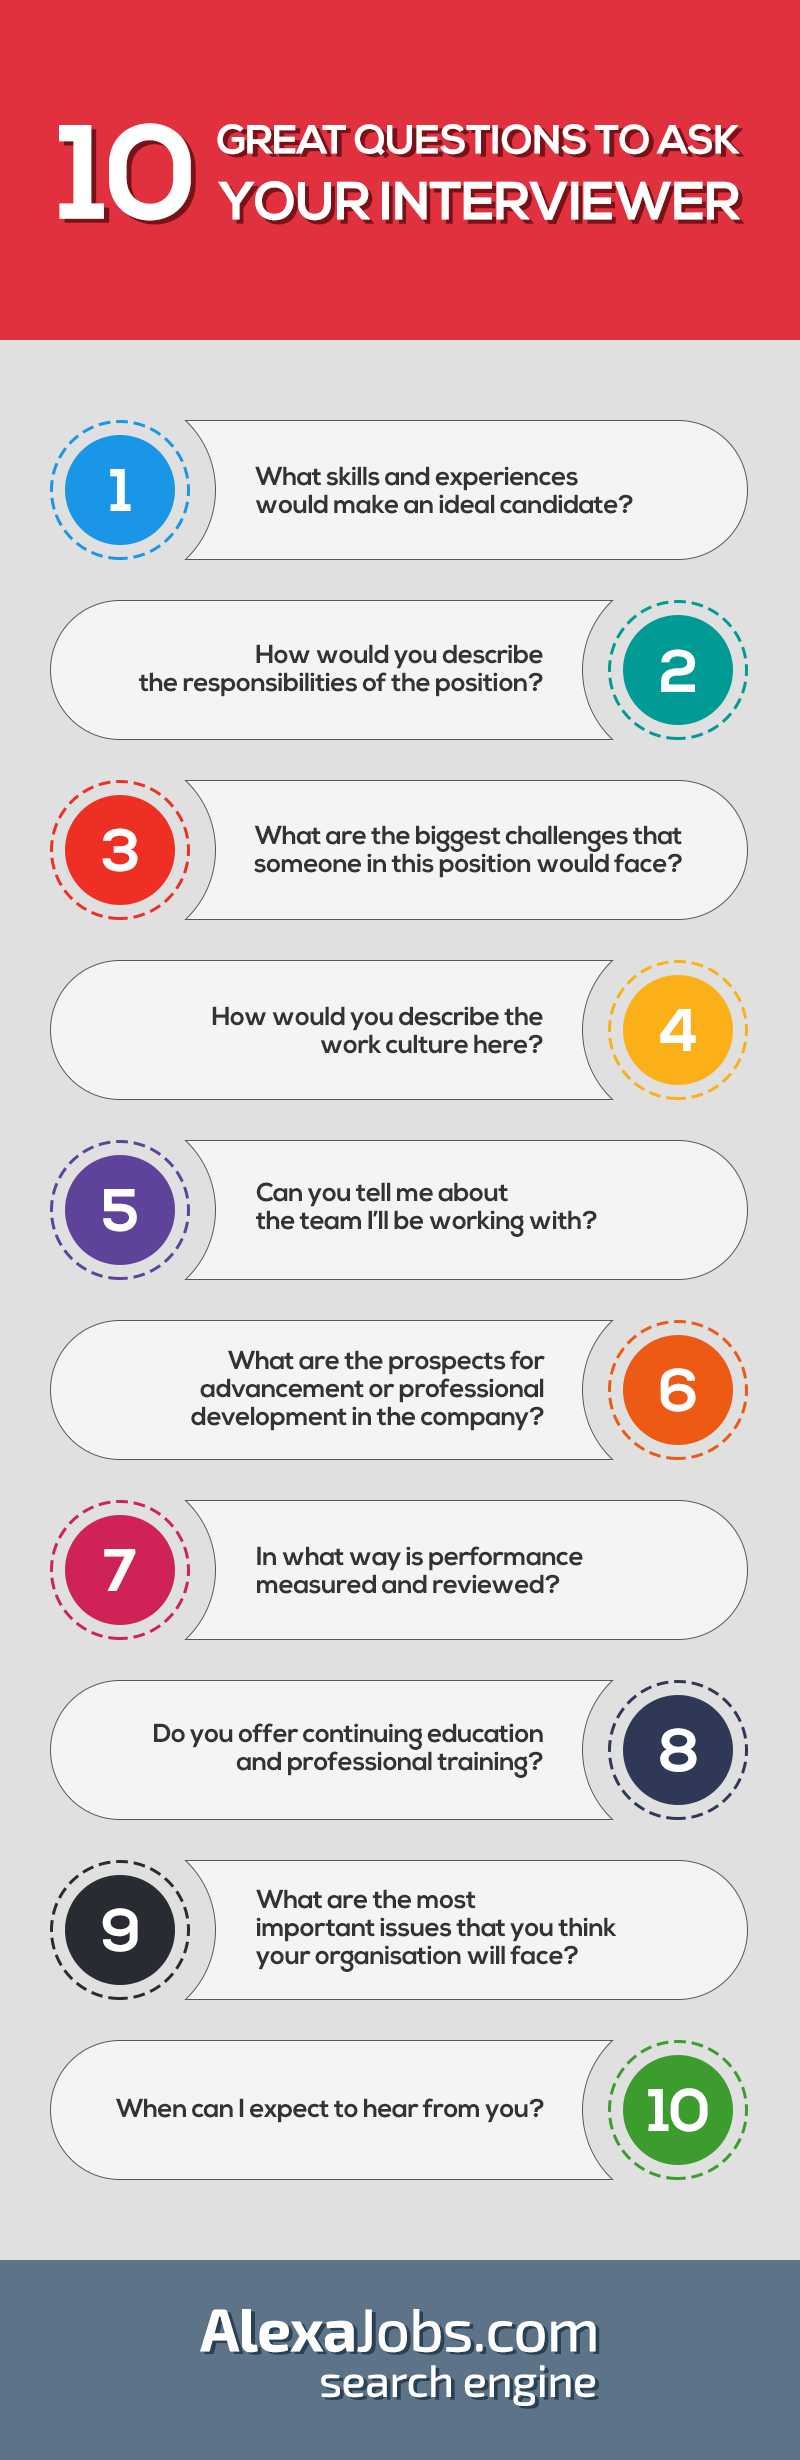 10
GREAT QUESTIONS TO ASK
YOUR INTERVIEWER
1
What skills and experiences
would make an ideal candidate?
How would you describe
the responsibilities of the position?
2
3
What are the biggest challenges that
someone in this position would face?
How would you describe the
work culture here?
4
5
Can you tell me about
the team I'll be working with?
What are the prospects for
advancement or professional
development in the company?
6
7
In what way is performance
measured and reviewed?
Do you offer continuing education
and professional training?
8
9
What are the most
important issues that you think
your organisation will face?
When can I expect to hear from you?
10
AlexaJobs.com
search engine